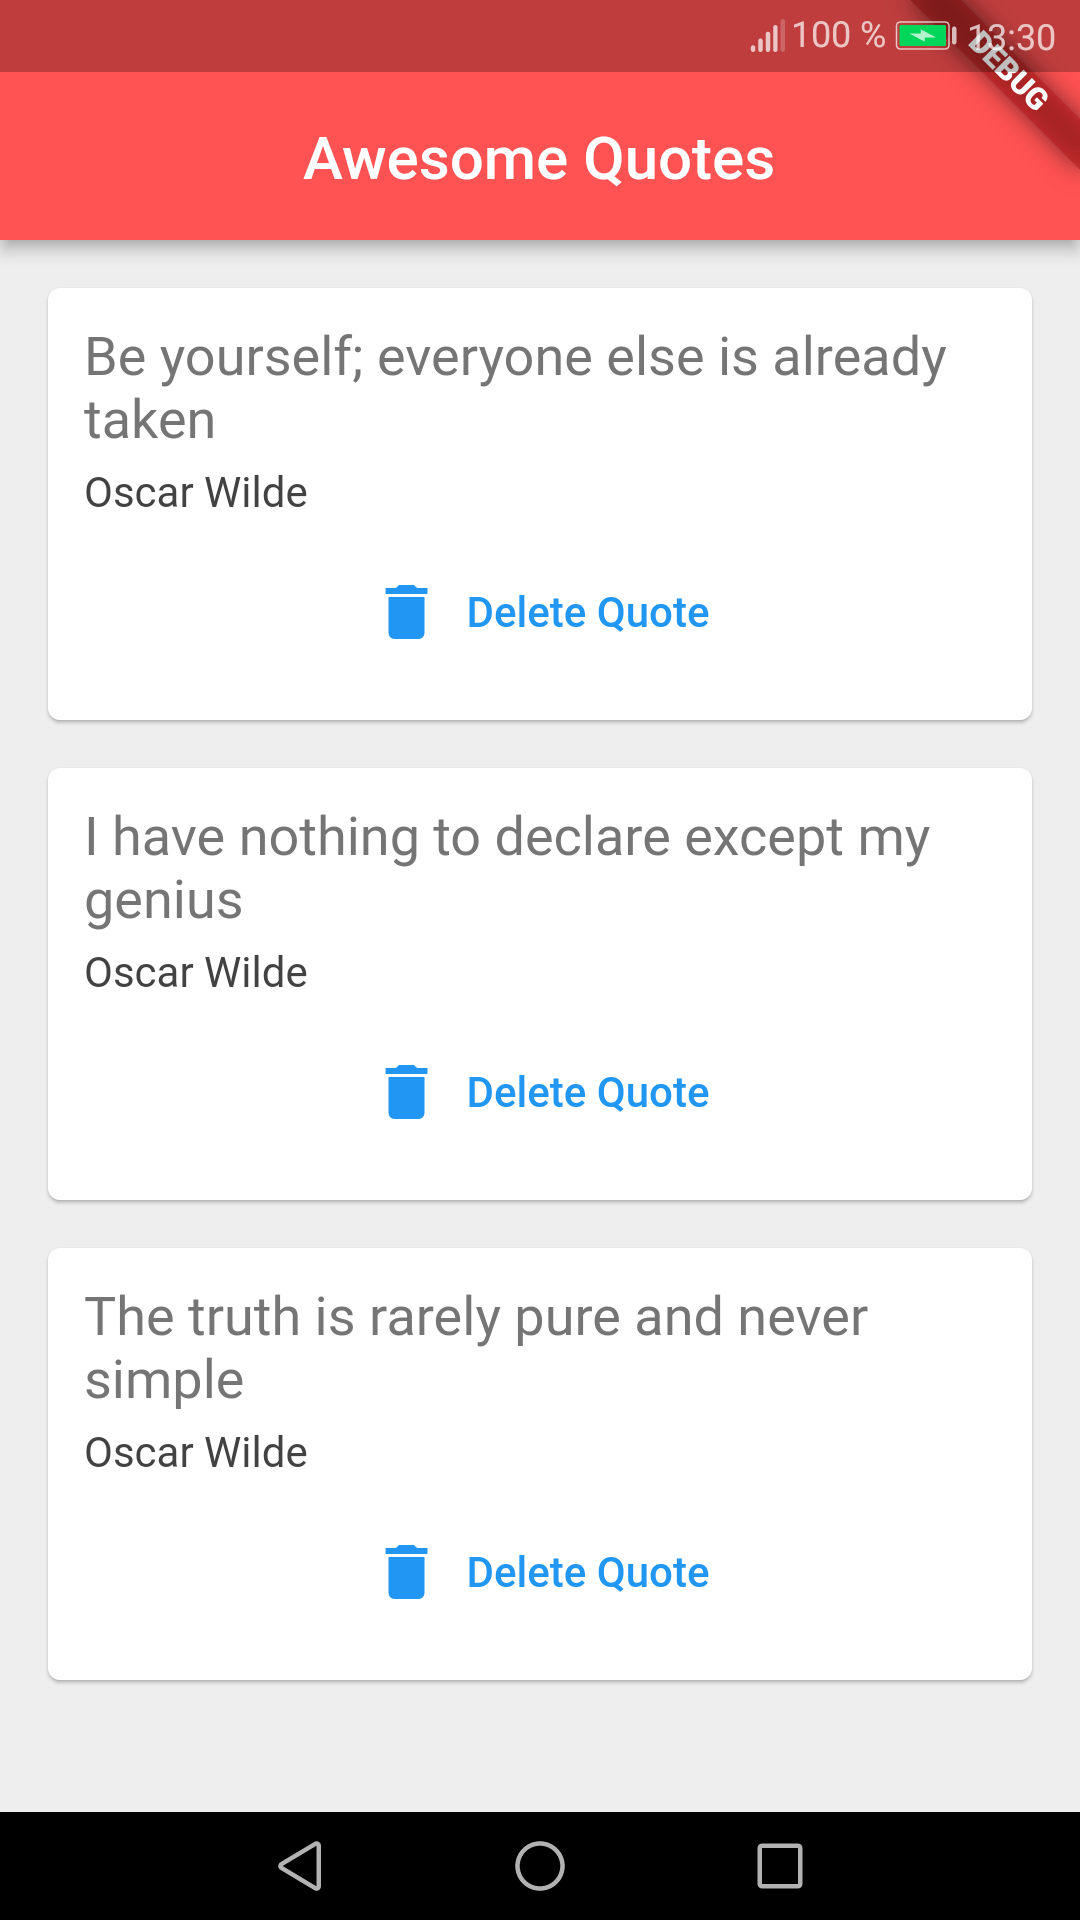 100 % 13:30
DEBUG
Awesome Quotes
Be yourself; everyone else is already
taken
Oscar Wilde
Delete Quote
I have nothing to declare except my
genius
Oscar Wilde
Delete Quote
The truth is rarely pure and never
simple
Oscar Wilde
Delete Quote